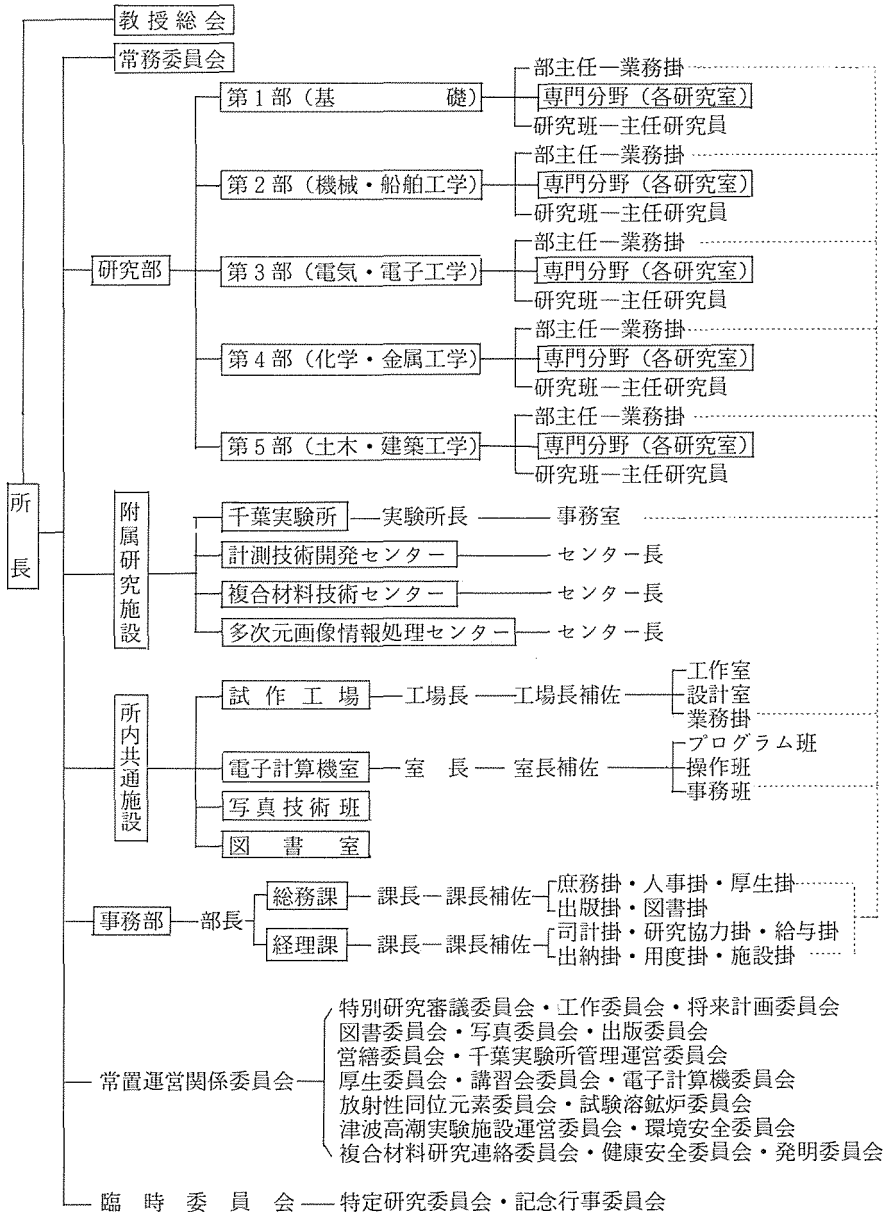 教授総会
常務委員会
部主任―業務掛
第1部（基 礎）
専門分野（各研究室）
研究班―主任研究員
部主任―業務掛
第2部（機械・船舶工学）
専門分野（各研究室）
研究班―主任研究員
部主任―業務掛
研究部
第3部（電気・電子工学）
専門分野（各研究室）
研究班―主任研究員
部主任―業務掛
第4部（化学・金属工学）
専門分野（各研究室）
研究班―主任研究員
部主任―業務掛
第5部（土木・建築工学）
専門分野（各研究室）
研究班―主任研究員
所長
附属研究施設
千葉実験所―実験所長―事務室
計測技術開発センター―センター長
複合材料技術センター―センター長
多次元画像情報処理センター―センター長
所内共通施設
工作室
試作工場―工場長―工場長補佐
設計室
業務掛
プログラム班
電子計算機室―室長―室長補佐
操作班
事務班
写真技術班
図書室
事務部―部長
総務課―課長―課長補佐
庶務掛・人事掛・厚生掛
出版掛・図書掛
経理課―課長―課長補佐
司計掛・研究協力掛・給与掛
出納掛・用度掛・施設掛
常置運営関係委員会
特別研究審議委員会・工作委員会・将来計画委員会
図書委員会・写真委員会・出版委員会
営繕委員会・千葉実験所管理運営委員会
厚生委員会・講習会委員会・電子計算機委員会
放射性同位元素委員会・試験溶鉱炉委員会
津波高潮実験施設運営委員会・環境安全委員会
複合材料研究連絡委員会・健康安全委員会・発明委員会
臨時委員会―特定研究委員会・記念行事委員会